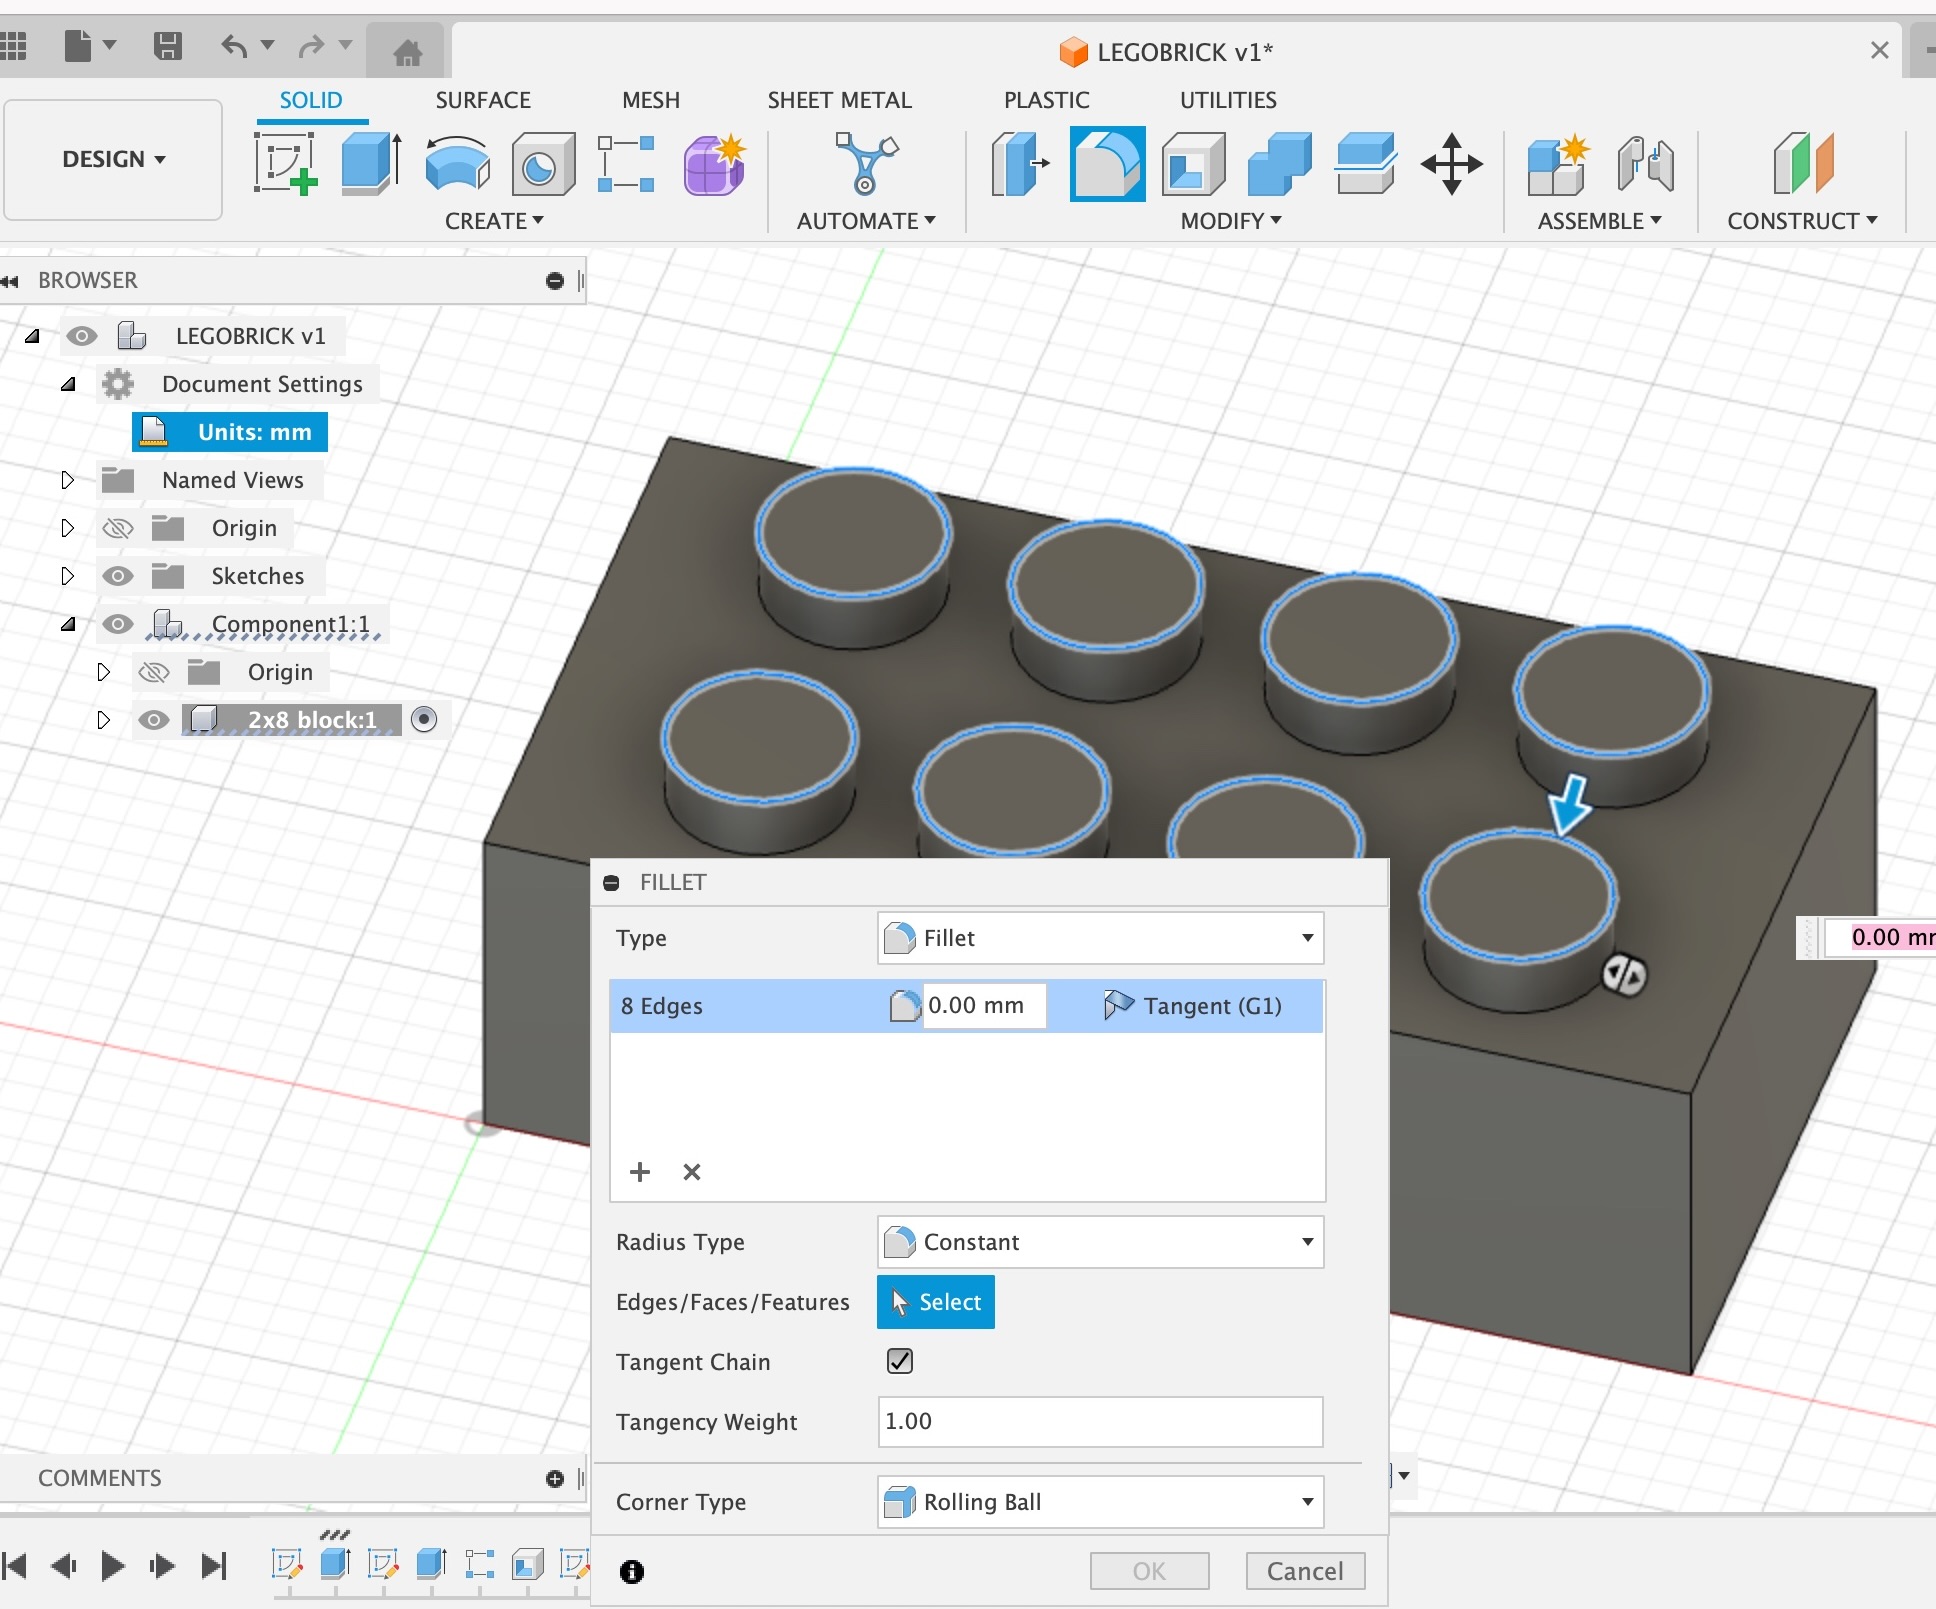 LEGOBRICK v1*
SOLID
SURFACE
MESH
SHEET METAL
PLASTIC
UTILITIES
DESIGN
CREATE
AUTOMATE
MODIFY
ASSEMBLE
CONSTRUCT
BROWSER
LEGOBRICK v1
Document Settings
Units: mm
Named Views
Origin
Sketches
Component1:1
Origin
2x8 block:1
0.00 mm
FILLET
Type Fillet
8 Edges 0.00 mm Tangent (G1)
Radius Type Constant
Edges/Faces/Features Select
Tangent Chain
Tangency Weight 1.00
Corner Type Rolling Ball
OK Cancel
COMMENTS